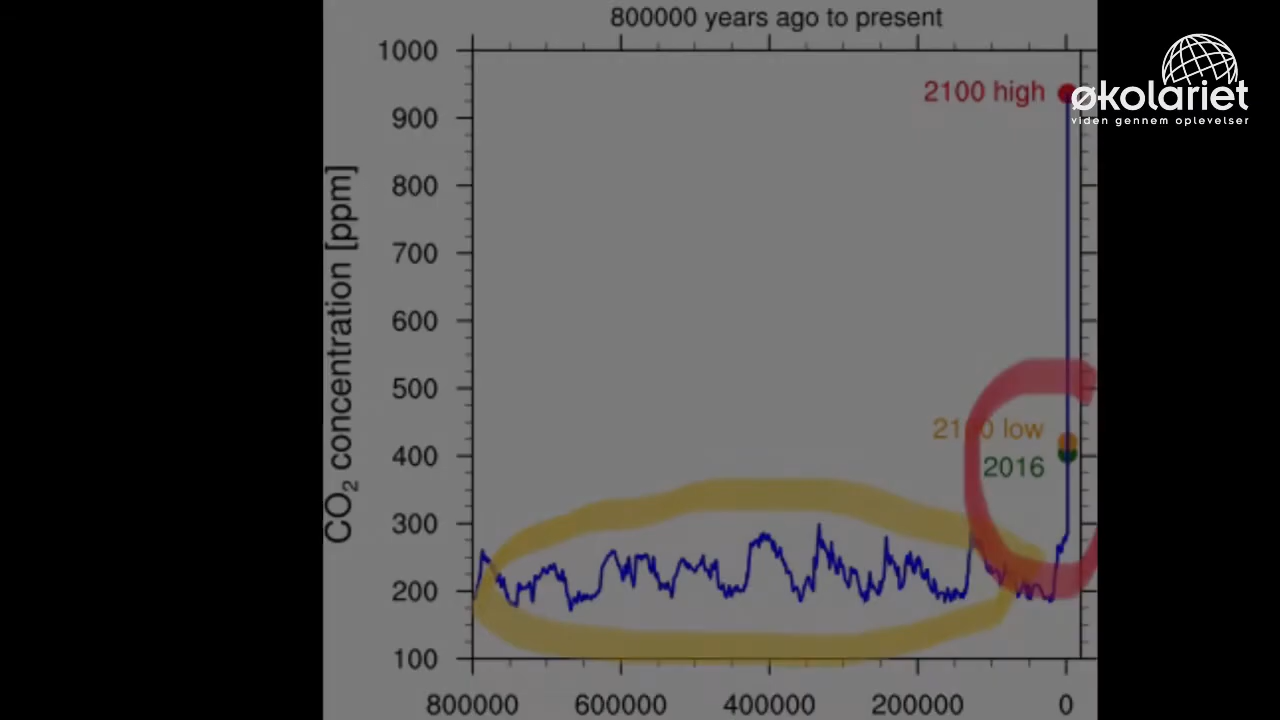 800000 years ago to present
økolariet
viden gennem oplevelser
1000
2100 high
900
800
700
600
500
2100 low
400
2016
300
200
100
CO₂ concentration [ppm]
800000 600000 400000 200000 0